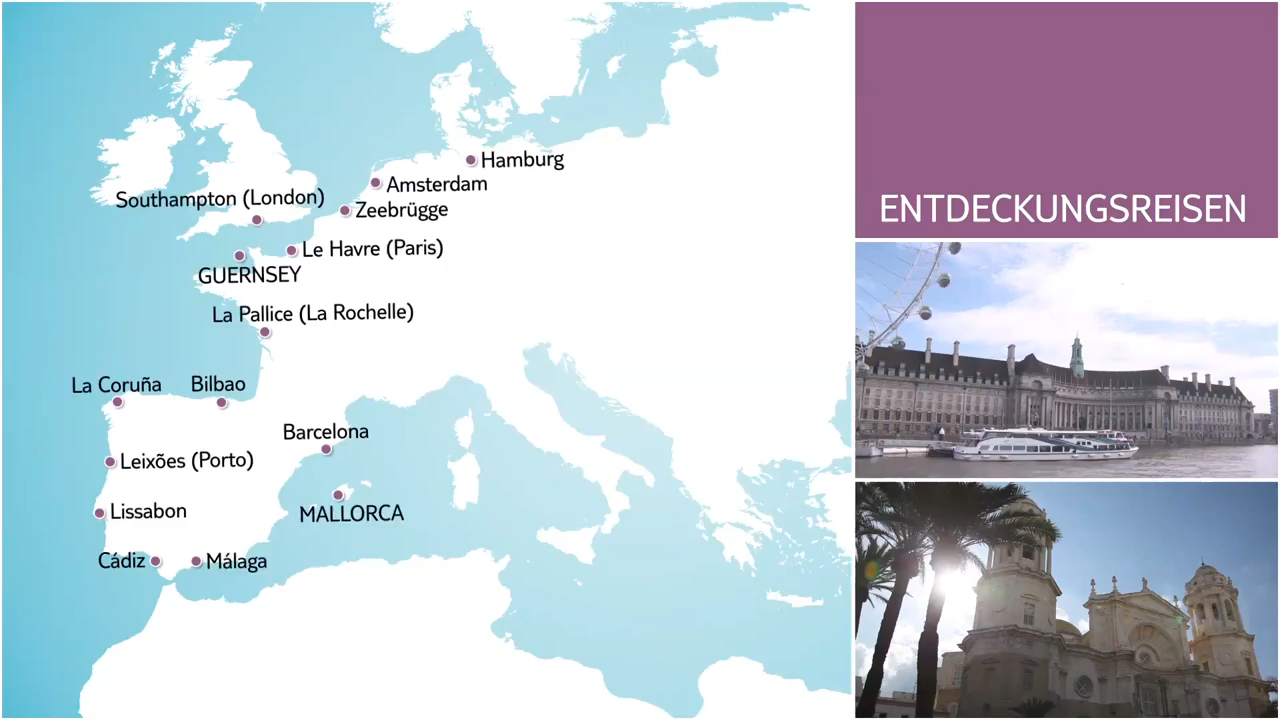 Hamburg
Amsterdam
Southampton (London)
Zeebrügge
Le Havre (Paris)
GUERNSEY
La Pallice (La Rochelle)
La Coruña
Bilbao
Barcelona
Leixões (Porto)
Lissabon
MALLORCA
Cádiz
Málaga
ENTDECKUNGSREISEN